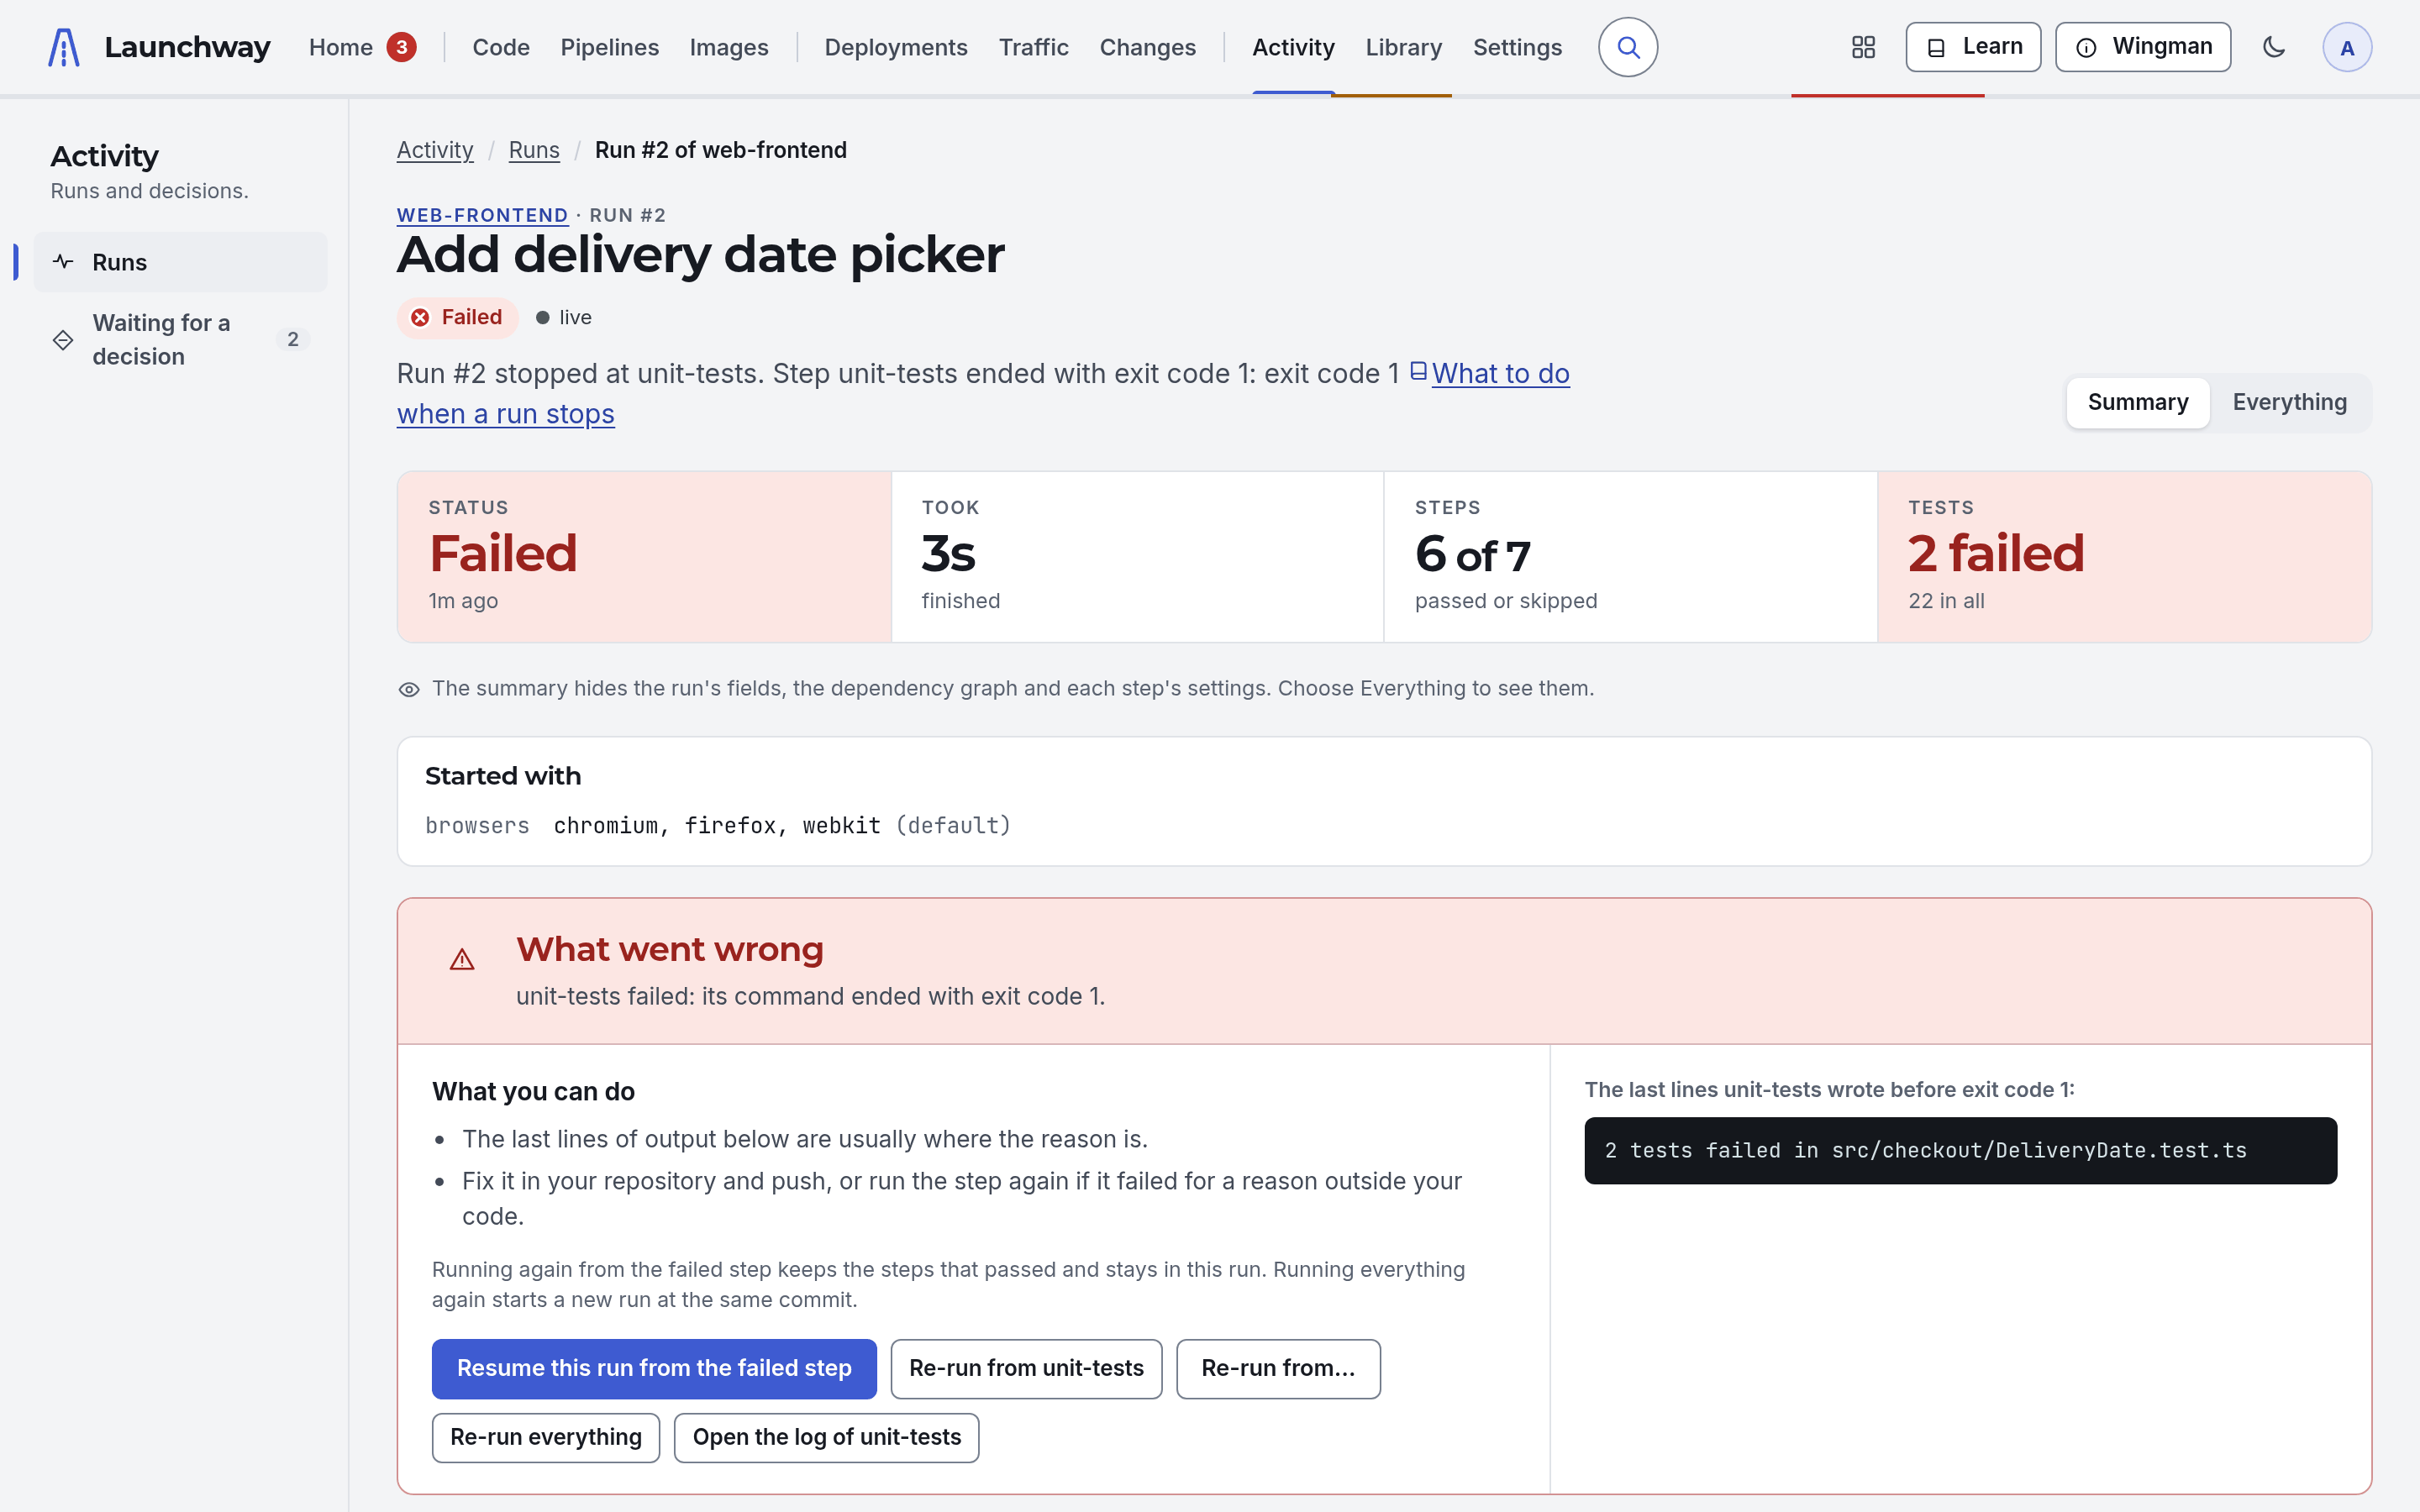 Launchway
Home 3
Code
Pipelines
Images
Deployments
Traffic
Changes
Activity
Library
Settings
Learn
Wingman
A
Activity
Runs and decisions.
Runs
Waiting for a
decision
2
Activity / Runs / Run #2 of web-frontend
WEB-FRONTEND · RUN #2
Add delivery date picker
Failed
live
Run #2 stopped at unit-tests. Step unit-tests ended with exit code 1: exit code 1 What to do
when a run stops
Summary
Everything
STATUS
Failed
1m ago
TOOK
3s
finished
STEPS
6 of 7
passed or skipped
TESTS
2 failed
22 in all
The summary hides the run's fields, the dependency graph and each step's settings. Choose Everything to see them.
Started with
browsers chromium, firefox, webkit (default)
What went wrong
unit-tests failed: its command ended with exit code 1.
What you can do
• The last lines of output below are usually where the reason is.
• Fix it in your repository and push, or run the step again if it failed for a reason outside your
code.
Running again from the failed step keeps the steps that passed and stays in this run. Running everything
again starts a new run at the same commit.
Resume this run from the failed step
Re-run from unit-tests
Re-run from...
Re-run everything
Open the log of unit-tests
The last lines unit-tests wrote before exit code 1:
2 tests failed in src/checkout/DeliveryDate.test.ts